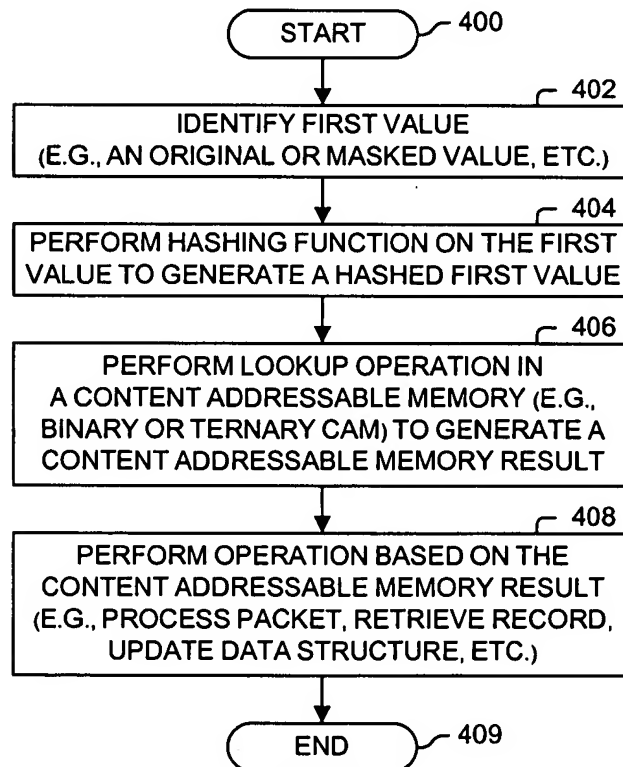 START
400
402
IDENTIFY FIRST VALUE
(E.G., AN ORIGINAL OR MASKED VALUE, ETC.)
404
PERFORM HASHING FUNCTION ON THE FIRST
VALUE TO GENERATE A HASHED FIRST VALUE
406
PERFORM LOOKUP OPERATION IN
A CONTENT ADDRESSABLE MEMORY (E.G.,
BINARY OR TERNARY CAM) TO GENERATE A
CONTENT ADDRESSABLE MEMORY RESULT
408
PERFORM OPERATION BASED ON THE
CONTENT ADDRESSABLE MEMORY RESULT
(E.G., PROCESS PACKET, RETRIEVE RECORD,
UPDATE DATA STRUCTURE, ETC.)
END
409